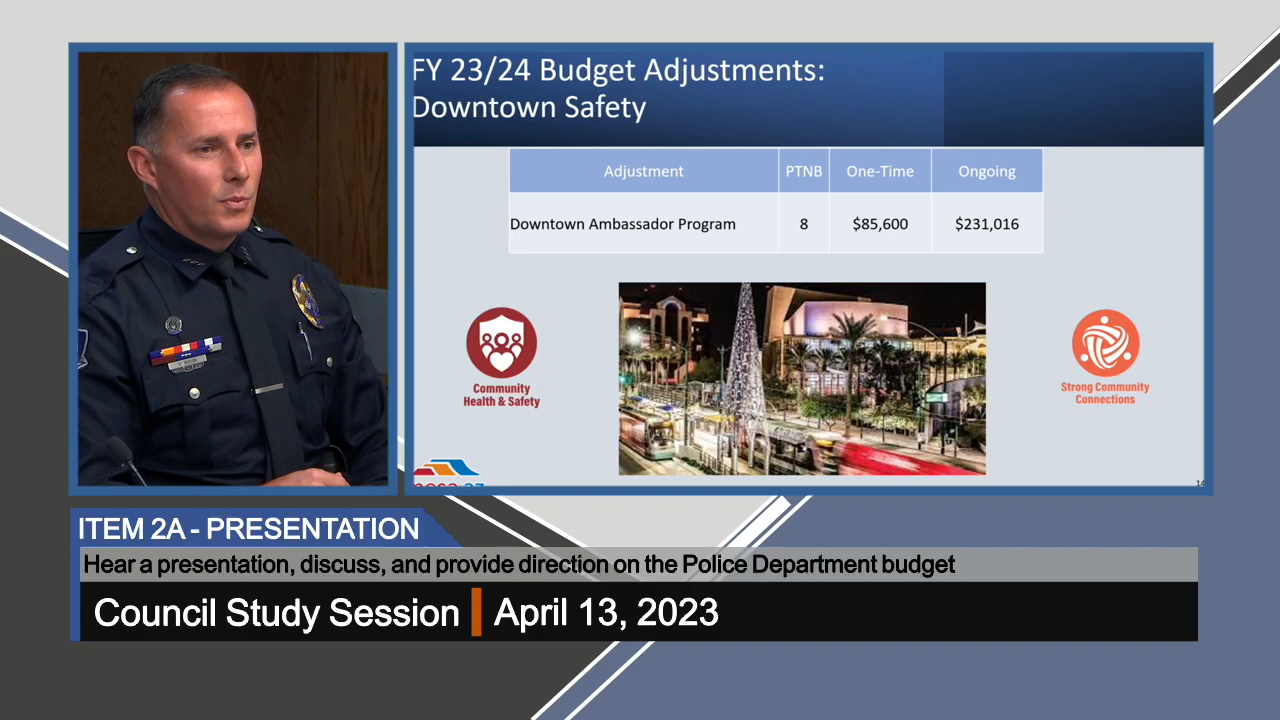 FY 23/24 Budget Adjustments:
Downtown Safety
Adjustment PTNB One-Time Ongoing
Downtown Ambassador Program 8 $85,600 $231,016
Community
Health & Safety
Strong Community
Connections
14
ITEM 2A - PRESENTATION
Hear a presentation, discuss, and provide direction on the Police Department budget
Council Study Session April 13, 2023